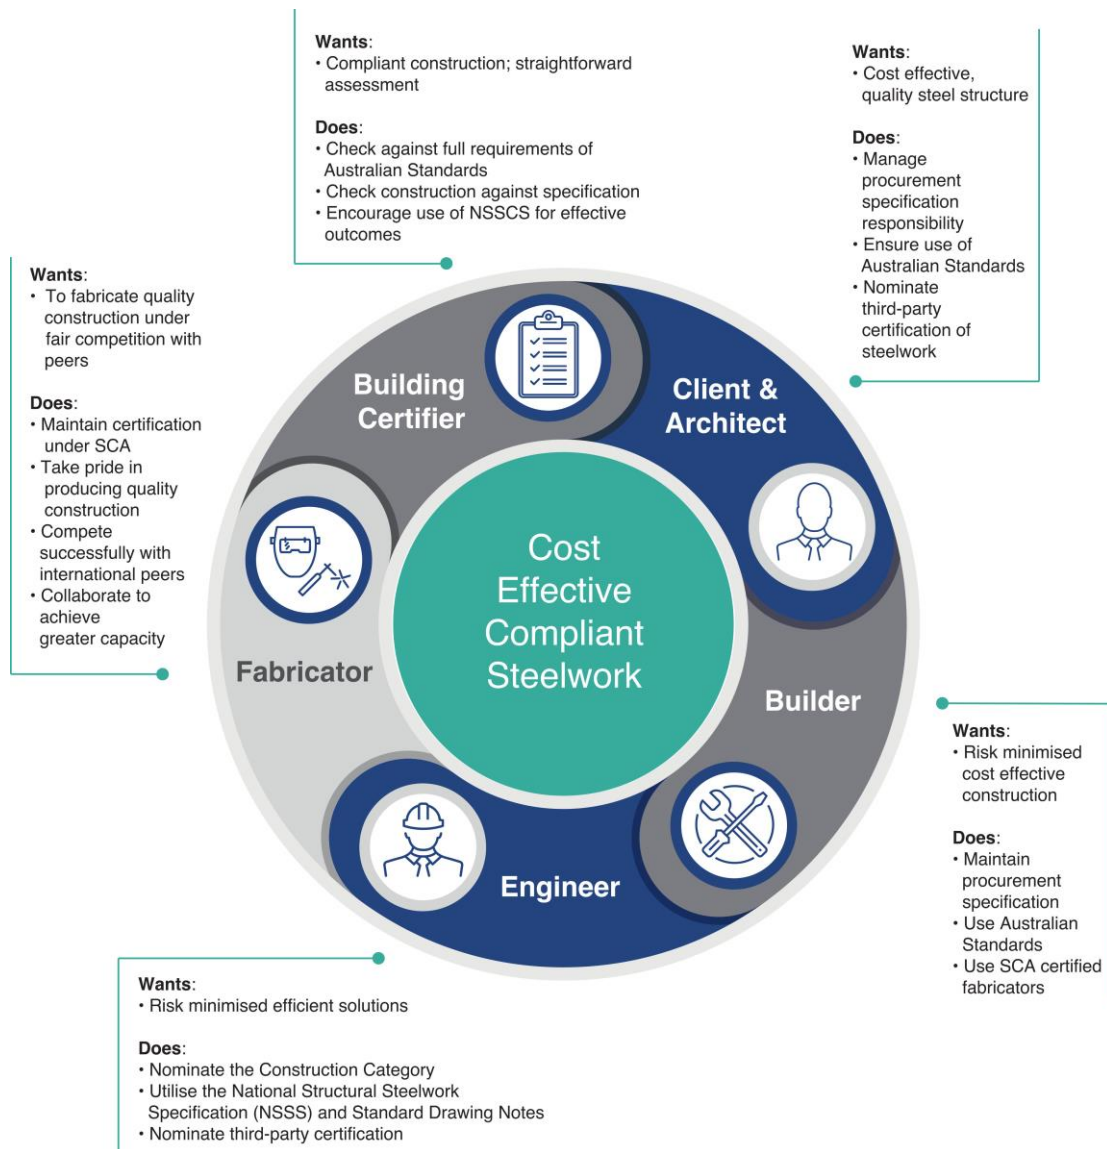 Wants:
• Compliant construction; straightforward
assessment
Does:
• Check against full requirements of
Australian Standards
• Check construction against specification
• Encourage use of NSSCS for effective
outcomes
Wants:
• Cost effective,
quality steel structure
Does:
• Manage
procurement
specification
responsibility
• Ensure use of
Australian Standards
• Nominate
third-party
certification of
steelwork
Wants:
• To fabricate quality
construction under
fair competition with
peers
Does:
• Maintain certification
under SCA
• Take pride in
producing quality
construction
• Compete
successfully with
international peers
• Collaborate to
achieve
greater capacity
Building
Certifier
Client &
Architect
Cost
Effective
Compliant
Steelwork
Fabricator
Builder
Engineer
Wants:
• Risk minimised
cost effective
construction
Does:
• Maintain
procurement
specification
• Use Australian
Standards
• Use SCA certified
fabricators
Wants:
• Risk minimised efficient solutions
Does:
• Nominate the Construction Category
• Utilise the National Structural Steelwork
Specification (NSSS) and Standard Drawing Notes
• Nominate third-party certification